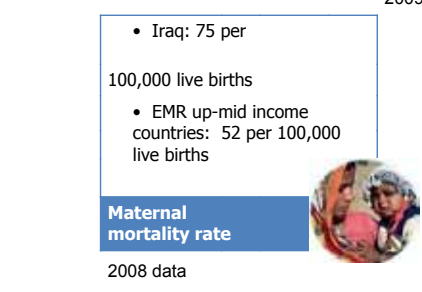 • Iraq: 75 per
100,000 live births
• EMR up-mid income
countries:  52 per 100,000
live births
Maternal
mortality rate
2008 data